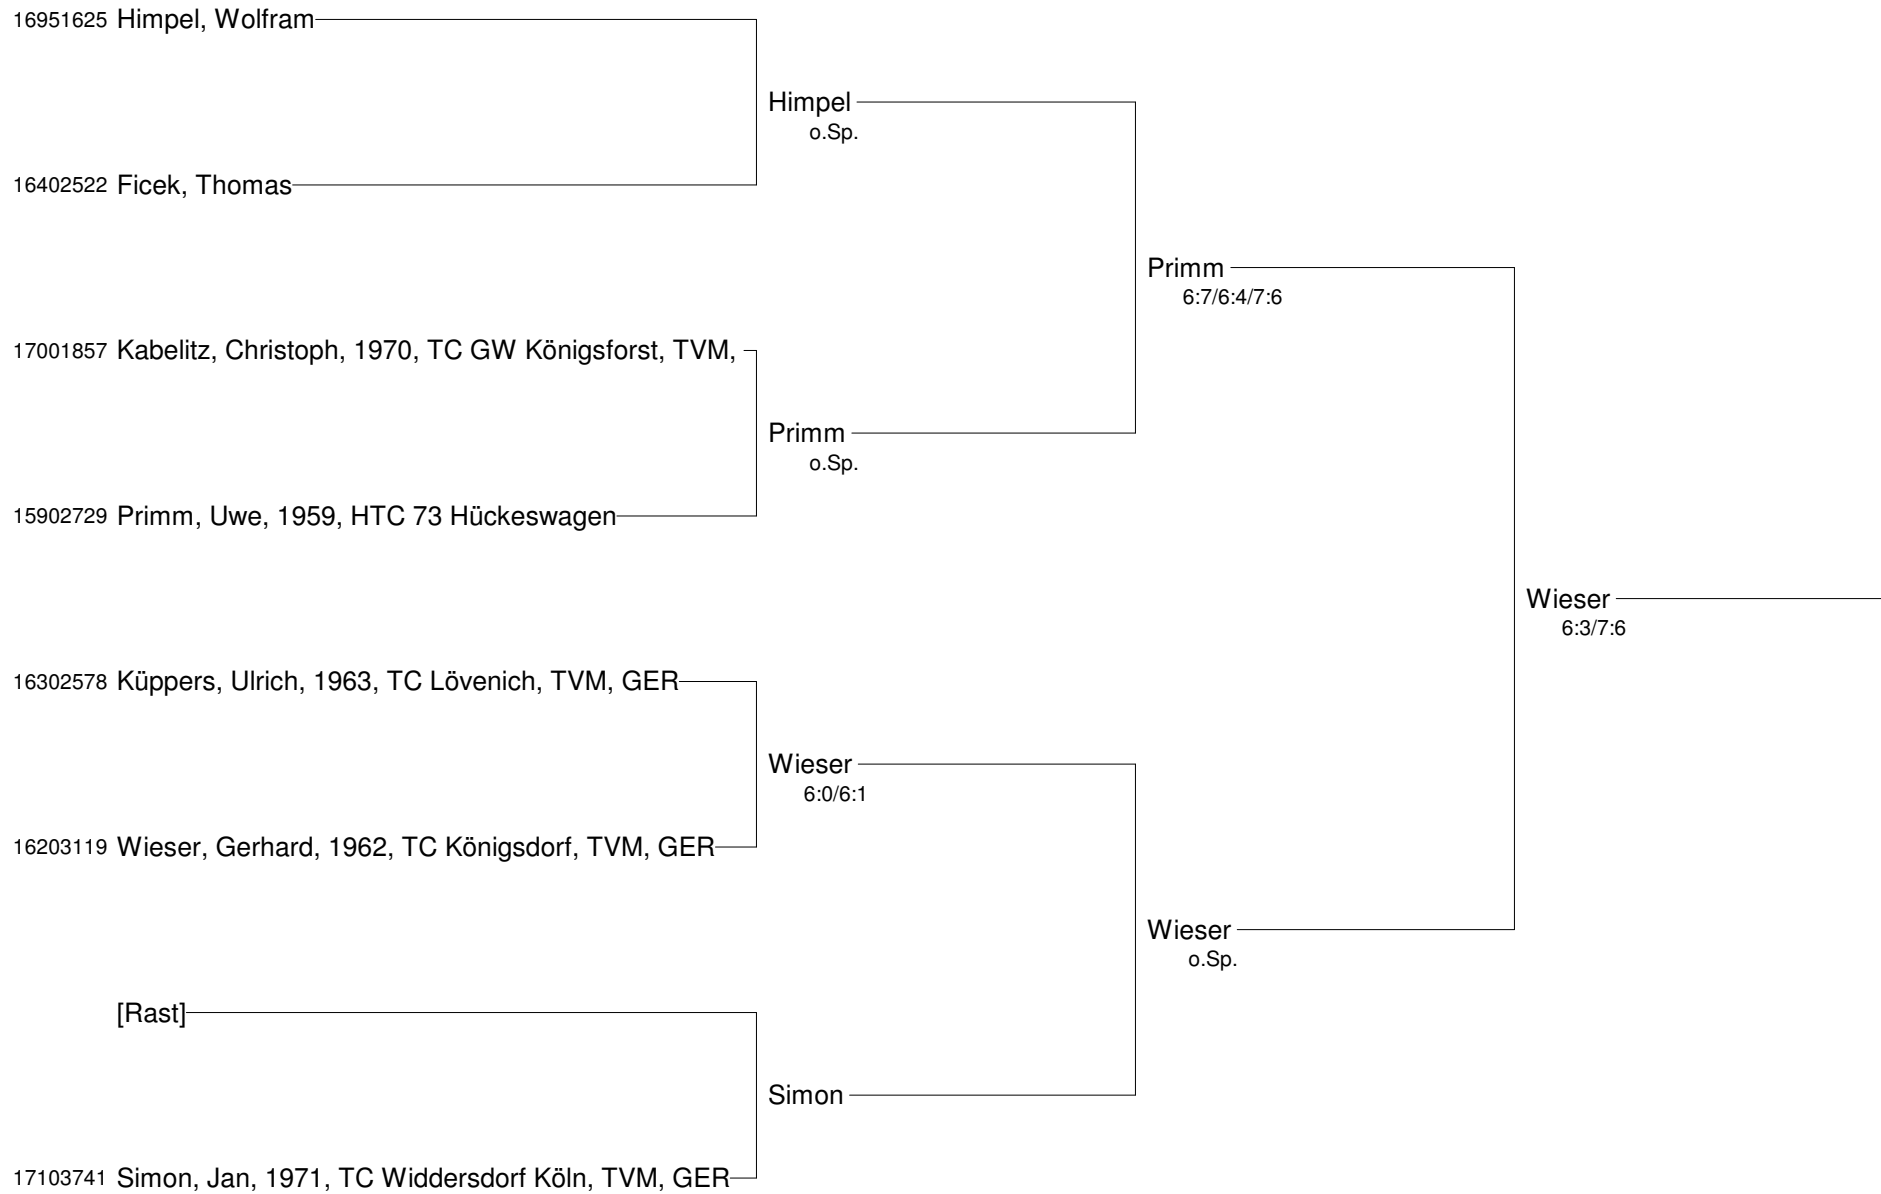 16951625 Himpel, Wolfram
Himpel
o.Sp.
16402522 Ficek, Thomas
Primm
6:7/6:4/7:6
17001857 Kabelitz, Christoph, 1970, TC GW Königsforst, TVM,
Primm
o.Sp.
15902729 Primm, Uwe, 1959, HTC 73 Hückeswagen
Wieser
6:3/7:6
16302578 Küppers, Ulrich, 1963, TC Lövenich, TVM, GER
Wieser
6:0/6:1
16203119 Wieser, Gerhard, 1962, TC Königsdorf, TVM, GER
Wieser
o.Sp.
[Rast]
Simon
17103741 Simon, Jan, 1971, TC Widdersdorf Köln, TVM, GER